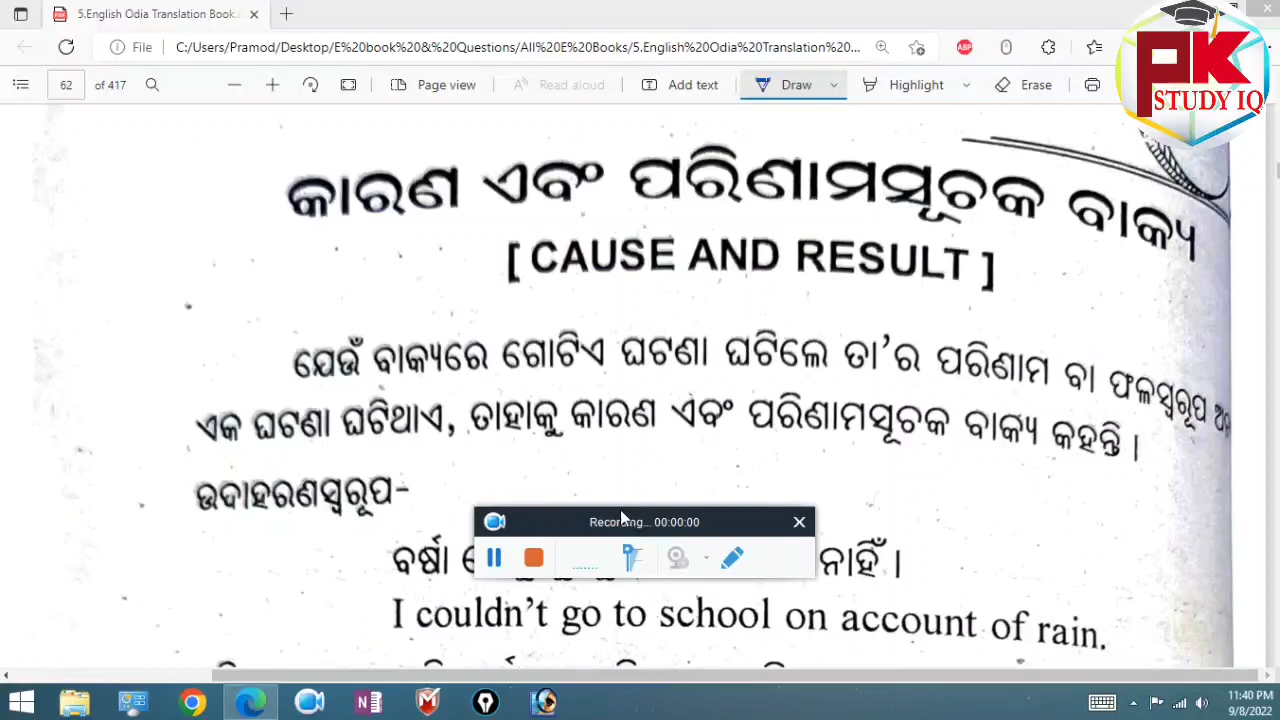 5.English Odia Translation Book.
File
C:/Users/Pramod/Desktop/E%20book%20&%20Question/All%20E%20Books/5.English%20Odia%20Translation%20...
62 of 417
Page view
Read aloud
Add text
Draw
Highlight
Erase
PK
STUDY IQ
କାରଣ ଏବଂ ପରିଣାମସୂଚକ ବାକ୍ୟ
[ CAUSE AND RESULT ]
ଯେଉଁ ବାକ୍ୟରେ ଗୋଟିଏ ଘଟଣା ଘଟିଲେ ତା'ର ପରିଣାମ ବା ଫଳସ୍ୱରୂପ
ଏକ ଘଟଣା ଘଟିଥାଏ, ତାହାକୁ କାରଣ ଏବଂ ପରିଣାମସୂଚକ ବାକ୍ୟ କହନ୍ତି ।
ଉଦାହରଣସ୍ୱରୂପ-
Recording... 00:00:00
ବର୍ଷା ନାହିଁ ।
I couldn't go to school on account of rain.
11:40 PM
9/8/2022